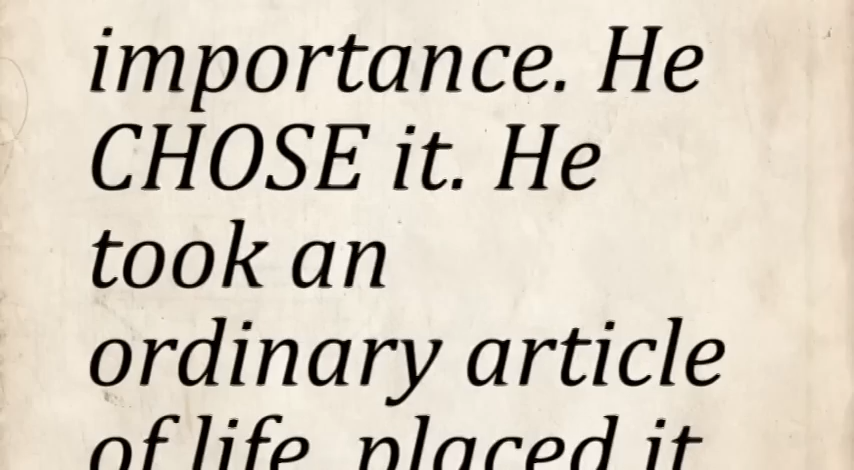 importance. He
CHOSE it. He
took an
ordinary article
of life, placed it